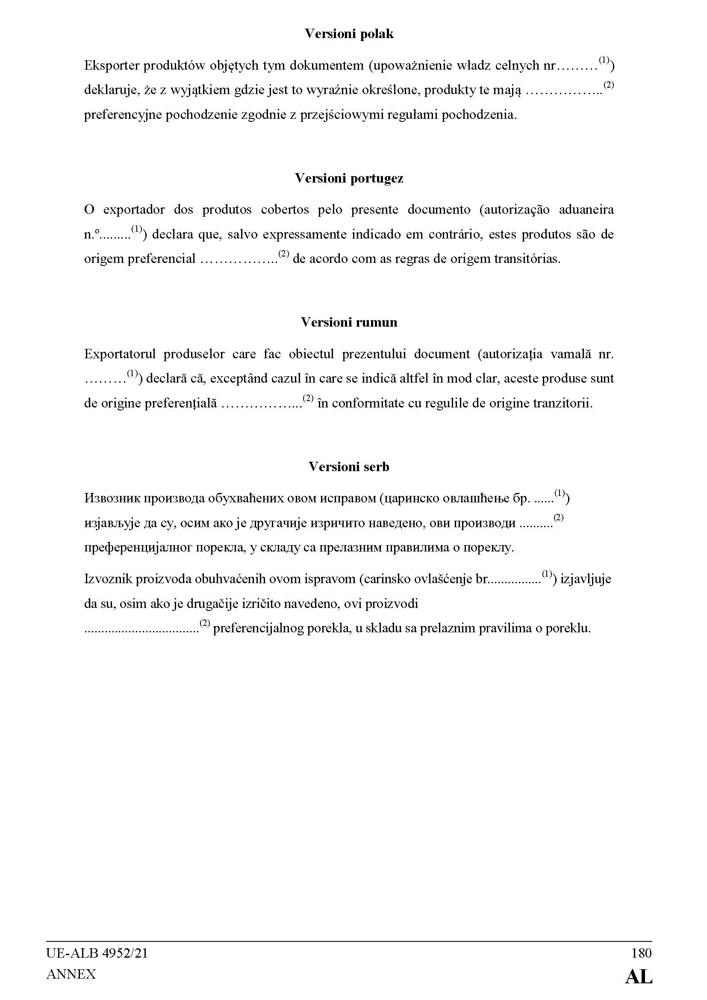 Versioni polak
Eksporter produktów objętych tym dokumentem (upoważnienie władz celnych nr………(1))
deklaruje, że z wyjątkiem gdzie jest to wyraźnie określone, produkty te mają ……………..(2)
preferencyjne pochodzenie zgodnie z przejściowymi regułami pochodzenia.
Versioni portugez
O exportador dos produtos cobertos pelo presente documento (autorização aduaneira
n.º.........(1)) declara que, salvo expressamente indicado em contrário, estes produtos são de
origem preferencial ……………..(2) de acordo com as regras de origem transitórias.
Versioni rumun
Exportatorul produselor care fac obiectul prezentului document (autorizația vamală nr.
………(1)) declară că, exceptând cazul în care se indică altfel în mod clar, aceste produse sunt
de origine preferențială ……………...(2) în conformitate cu regulile de origine tranzitorii.
Versioni serb
Извозник производа обухваћених овом исправом (царинско овлашћење бр. ......(1))
изјављује да су, осим ако је другачије изричито наведено, ови производи ..........(2)
преференцијалног порекла, у складу са прелазним правилима о пореклу.
Izvoznik proizvoda obuhvaćenih ovom ispravom (carinsko ovlašćenje br................(1)) izjavljuje
da su, osim ako je drugačije izričito navedeno, ovi proizvodi
..................................(2) preferencijalnog porekla, u skladu sa prelaznim pravilima o poreklu.
UE-ALB 4952/21 180
ANNEX AL